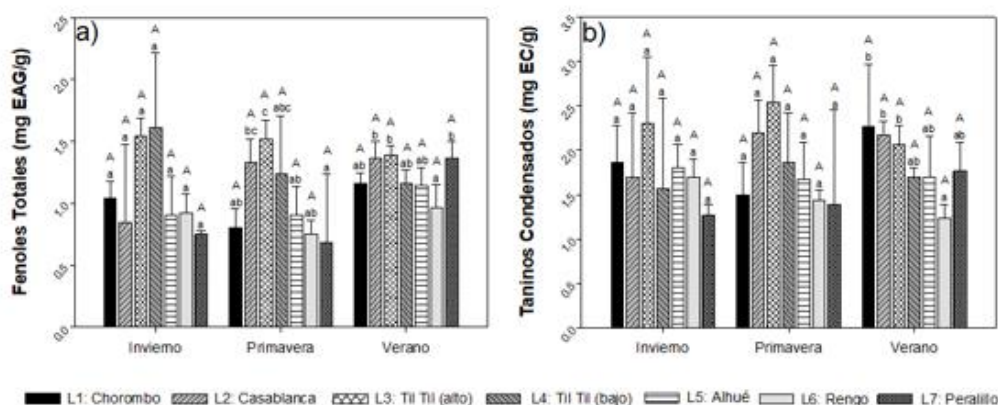 a)
Fenoles Totales (mg EAG/g)
2.5
2.0
1.5
1.0
0.5
0.0
A a A a A a A a A a A a A a
A ab A bc A c A abc A ab A ab A a
A ab A b A b A ab A ab A a A b
Invierno Primavera Verano
b)
Taninos Condensados (mg EC/g)
3.5
3.0
2.5
2.0
1.5
1.0
0.5
0.0
A a A a A a A a A a A a A a
A a A a A a A a A a A a A a
A b A b A b A ab A ab A a A ab
Invierno Primavera Verano
L1: Chorombo L2: Casablanca L3: Til Til (alto) L4: Til Til (bajo) L5: Alhué L6: Rengo L7: Peralillo